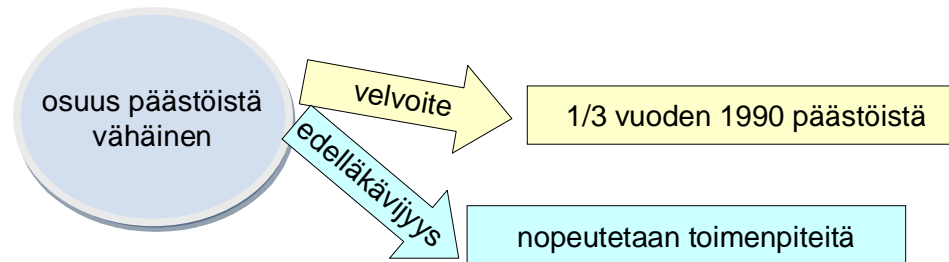 osuus päästöistä
vähäinen
velvoite
1/3 vuoden 1990 päästöistä
edelläkävijyys
nopeutetaan toimenpiteitä